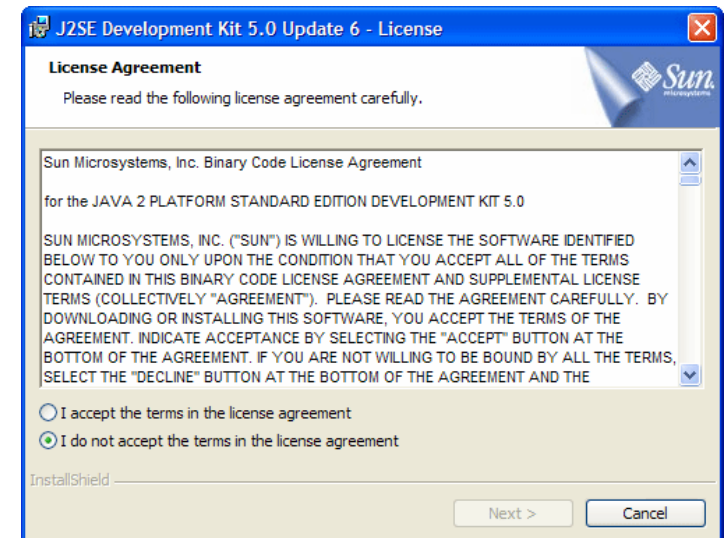 J2SE Development Kit 5.0 Update 6 - License
License Agreement
Please read the following license agreement carefully.
Sun
microsystems
Sun Microsystems, Inc. Binary Code License Agreement
for the JAVA 2 PLATFORM STANDARD EDITION DEVELOPMENT KIT 5.0
SUN MICROSYSTEMS, INC. ("SUN") IS WILLING TO LICENSE THE SOFTWARE IDENTIFIED
BELOW TO YOU ONLY UPON THE CONDITION THAT YOU ACCEPT ALL OF THE TERMS
CONTAINED IN THIS BINARY CODE LICENSE AGREEMENT AND SUPPLEMENTAL LICENSE
TERMS (COLLECTIVELY "AGREEMENT").  PLEASE READ THE AGREEMENT CAREFULLY.  BY
DOWNLOADING OR INSTALLING THIS SOFTWARE, YOU ACCEPT THE TERMS OF THE
AGREEMENT. INDICATE ACCEPTANCE BY SELECTING THE "ACCEPT" BUTTON AT THE
BOTTOM OF THE AGREEMENT. IF YOU ARE NOT WILLING TO BE BOUND BY ALL THE TERMS,
SELECT THE "DECLINE" BUTTON AT THE BOTTOM OF THE AGREEMENT AND THE
I accept the terms in the license agreement
I do not accept the terms in the license agreement
InstallShield
Next >
Cancel